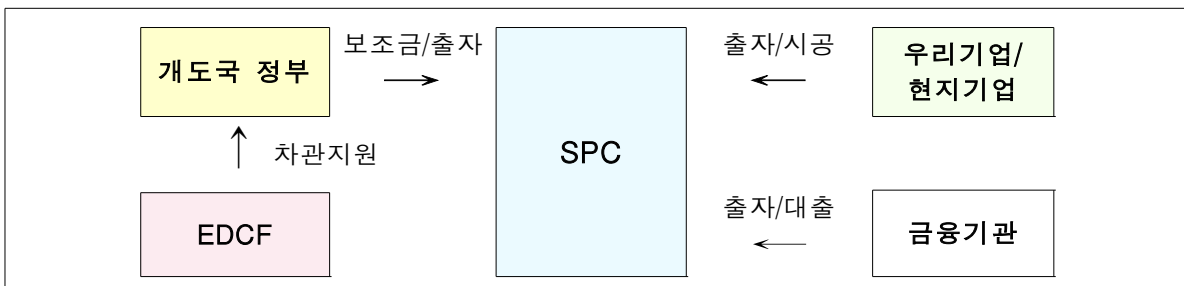 개도국 정부
보조금/출자
출자/시공
우리기업/
현지기업
차관지원
SPC
EDCF
출자/대출
금융기관